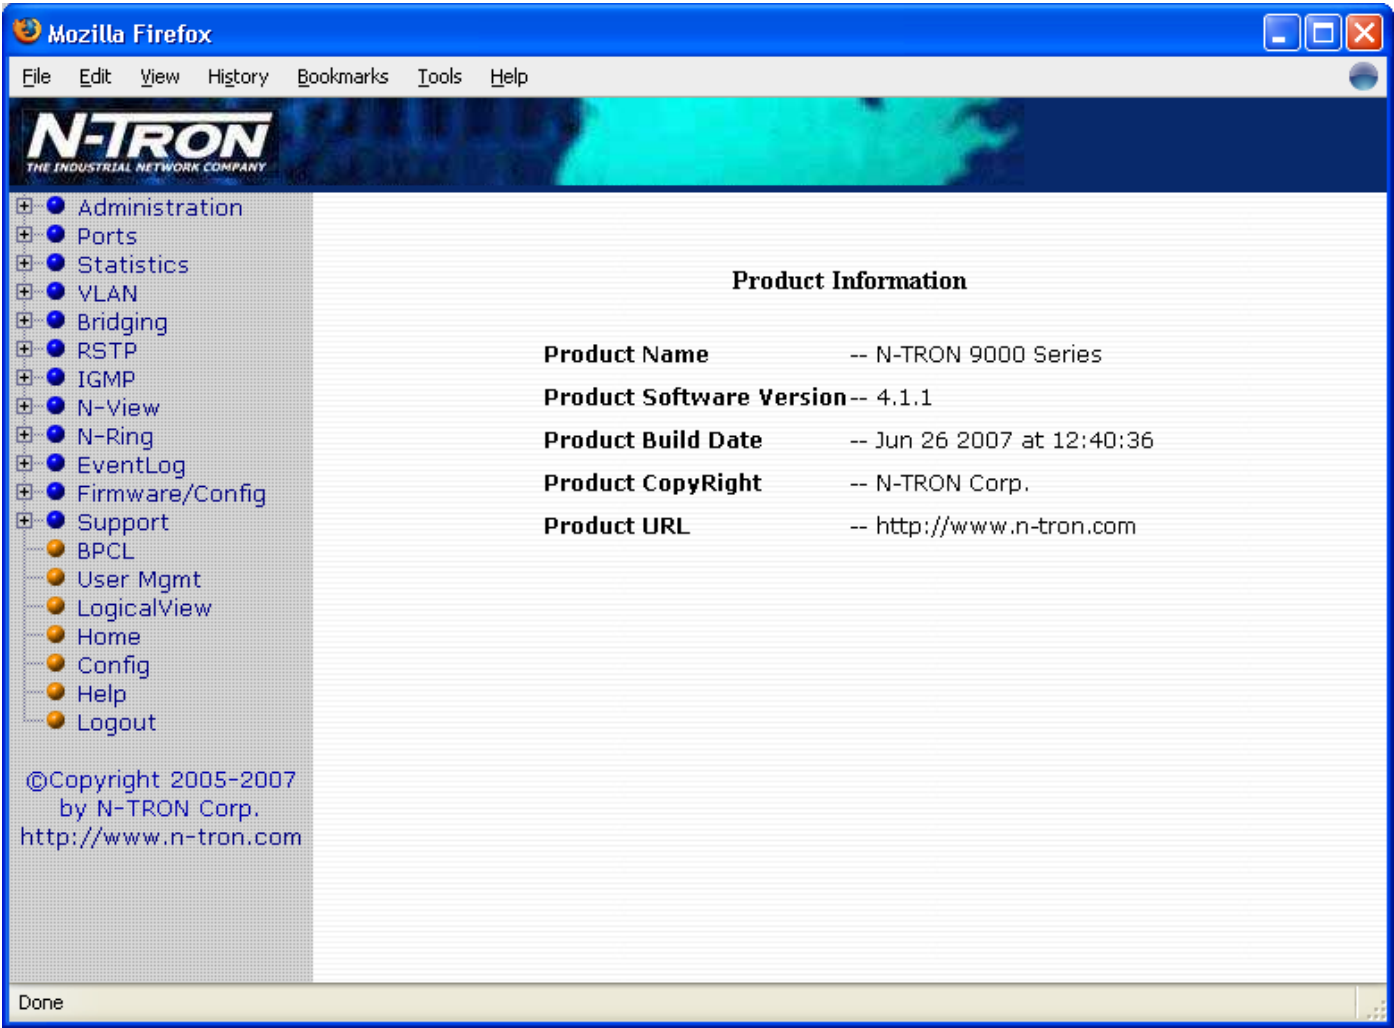 Mozilla Firefox
File Edit View History Bookmarks Tools Help
N-TRON
THE INDUSTRIAL NETWORK COMPANY
Administration
Ports
Statistics
VLAN
Bridging
RSTP
IGMP
N-View
N-Ring
EventLog
Firmware/Config
Support
BPCL
User Mgmt
LogicalView
Home
Config
Help
Logout
©Copyright 2005-2007
by N-TRON Corp.
http://www.n-tron.com
Product Information
Product Name -- N-TRON 9000 Series
Product Software Version -- 4.1.1
Product Build Date -- Jun 26 2007 at 12:40:36
Product CopyRight -- N-TRON Corp.
Product URL -- http://www.n-tron.com
Done